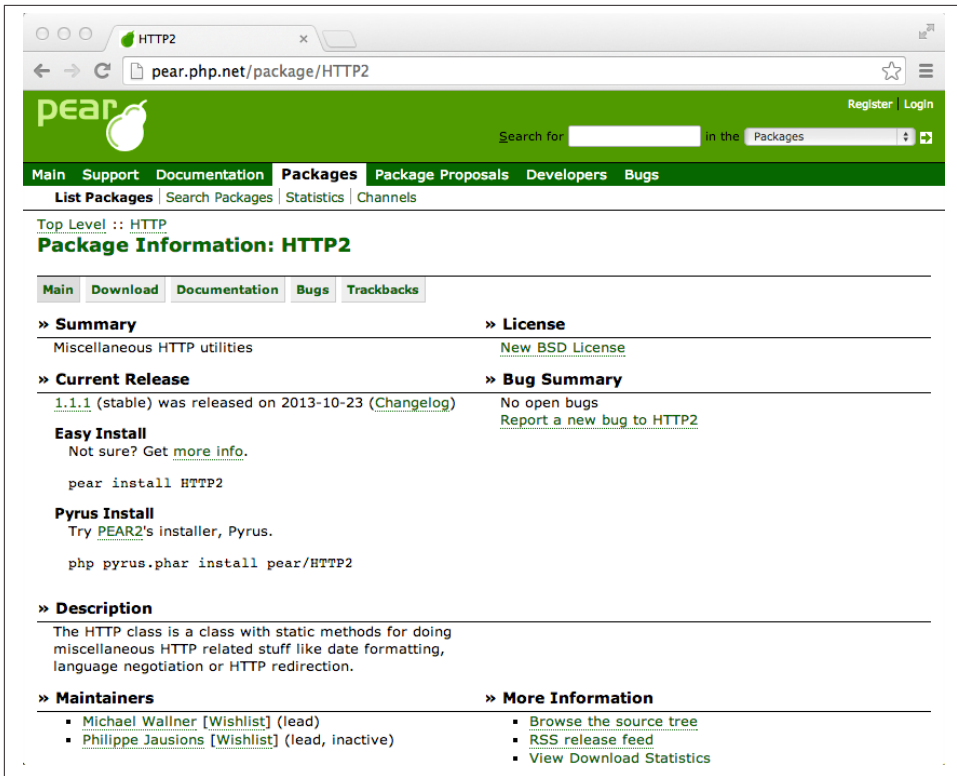 HTTP2
pear.php.net/package/HTTP2
pear
Register | Login
Search for in the Packages
Main Support Documentation Packages Package Proposals Developers Bugs
List Packages | Search Packages | Statistics | Channels
Top Level :: HTTP
Package Information: HTTP2
Main Download Documentation Bugs Trackbacks
» Summary
Miscellaneous HTTP utilities
» License
New BSD License
» Current Release
1.1.1 (stable) was released on 2013-10-23 (Changelog)
Easy Install
Not sure? Get more info.
pear install HTTP2
Pyrus Install
Try PEAR2's installer, Pyrus.
php pyrus.phar install pear/HTTP2
» Bug Summary
No open bugs
Report a new bug to HTTP2
» Description
The HTTP class is a class with static methods for doing
miscellaneous HTTP related stuff like date formatting,
language negotiation or HTTP redirection.
» Maintainers
▪ Michael Wallner [Wishlist] (lead)
▪ Philippe Jausions [Wishlist] (lead, inactive)
» More Information
▪ Browse the source tree
▪ RSS release feed
▪ View Download Statistics